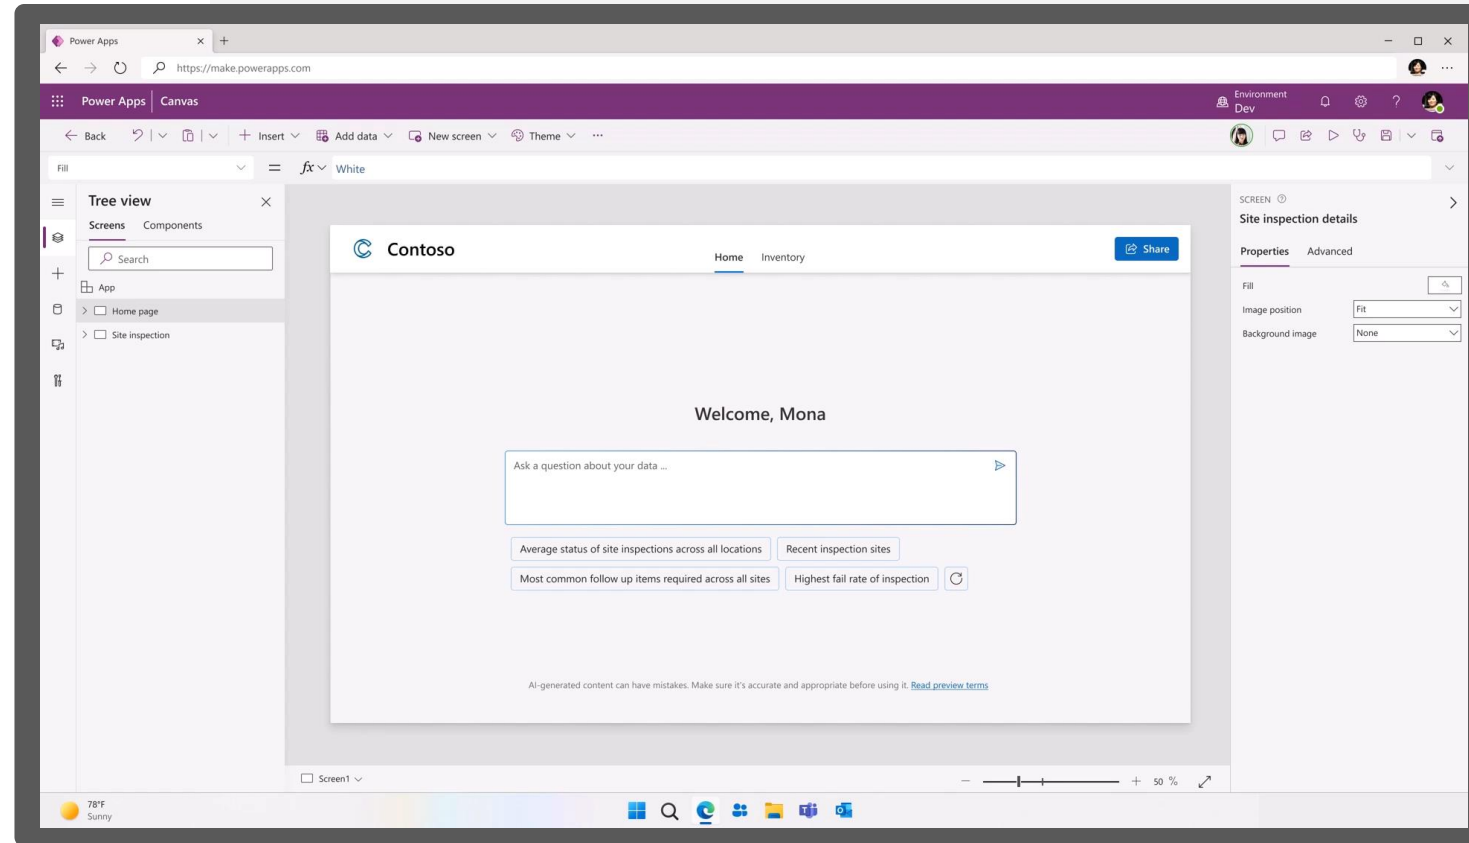 Power Apps
https://make.powerapps.com
Power Apps | Canvas
Environment
Dev
Back
Insert
Add data
New screen
Theme
Fill
=
fx
White
Tree view
Screens
Components
Search
App
Home page
Site inspection
Contoso
Home
Inventory
Share
Welcome, Mona
Ask a question about your data ...
Average status of site inspections across all locations
Recent inspection sites
Most common follow up items required across all sites
Highest fail rate of inspection
AI-generated content can have mistakes. Make sure it's accurate and appropriate before using it. Read preview terms
Screen1
50 %
SCREEN
Site inspection details
Properties
Advanced
Fill
Image position
Fit
Background image
None
78°F
Sunny